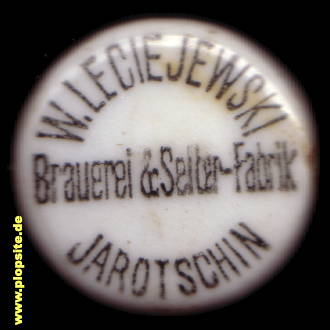 W. LECIEJEWSKI
Brauerei & Selter-Fabrik
JAROTSCHIN
www.plopsite.de